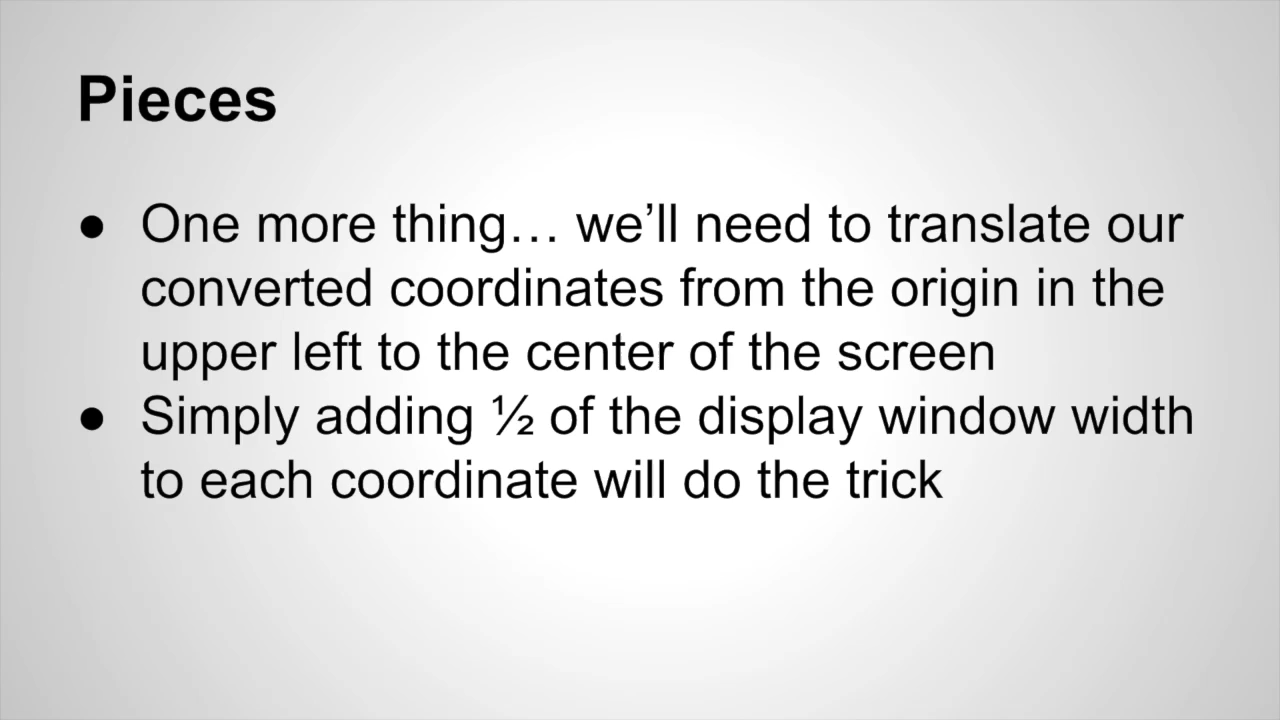 Pieces
● One more thing… we’ll need to translate our
converted coordinates from the origin in the
upper left to the center of the screen
● Simply adding ½ of the display window width
to each coordinate will do the trick